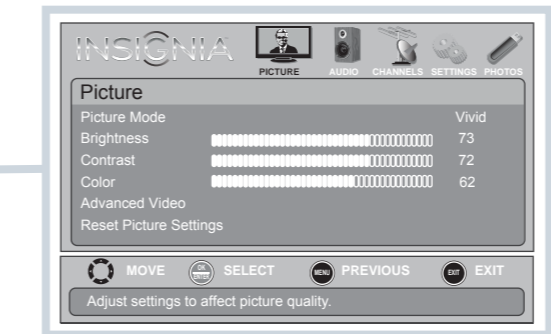 INSIGNIA
PICTURE AUDIO CHANNELS SETTINGS PHOTOS
Picture
Picture Mode Vivid
Brightness 73
Contrast 72
Color 62
Advanced Video
Reset Picture Settings
MOVE OK ENTER SELECT MENU PREVIOUS EXIT EXIT
Adjust settings to affect picture quality.